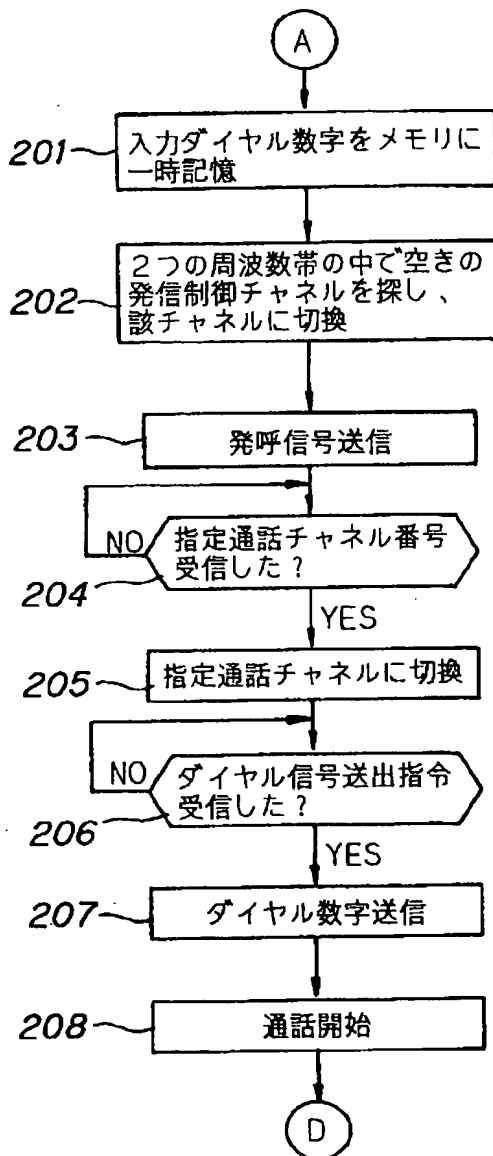 A
201
入力ダイヤル数字をメモリに
一時記憶
202
2つの周波数帯の中で空きの
発信制御チャネルを探し、
該チャネルに切換
203
発呼信号送信
NO
指定通話チャネル番号
受信した?
204
YES
205
指定通話チャネルに切換
NO
ダイヤル信号送出指令
受信した?
206
YES
207
ダイヤル数字送信
208
通話開始
D